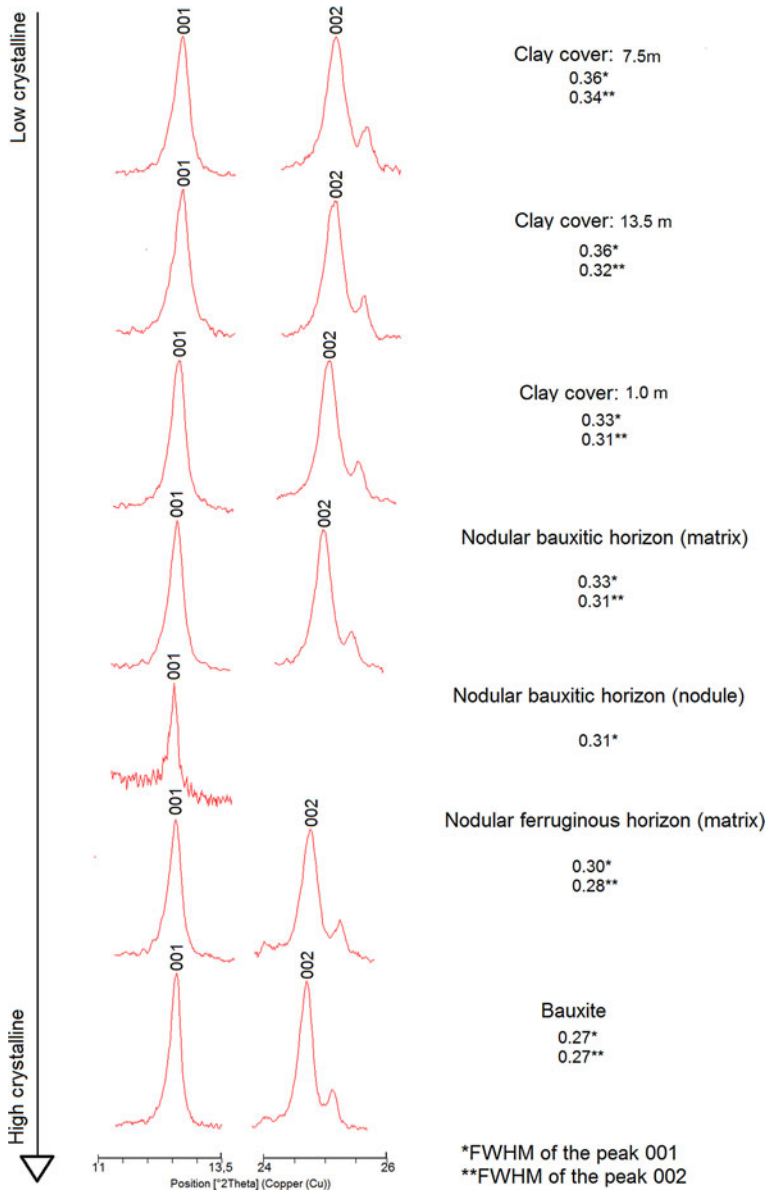 Low crystalline
001
002
Clay cover: 7.5m
0.36*
0.34**
001
002
Clay cover: 13.5 m
0.36*
0.32**
001
002
Clay cover: 1.0 m
0.33*
0.31**
001
002
Nodular bauxitic horizon (matrix)
0.33*
0.31**
001
Nodular bauxitic horizon (nodule)
0.31*
001
002
Nodular ferruginous horizon (matrix)
0.30*
0.28**
001
002
Bauxite
0.27*
0.27**
High crystalline
11 13,5 24 26
Position [°2Theta] (Copper (Cu))
*FWHM of the peak 001
**FWHM of the peak 002